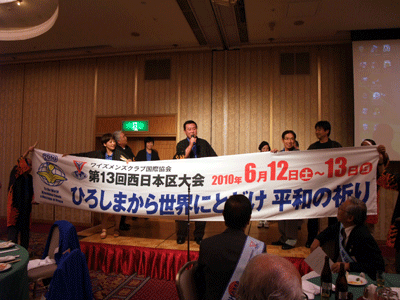 ワイズメンズクラブ国際協会
第13回西日本区大会 2010年6月12日土~13日日
ひろしまから世界にとどけ 平和の祈り